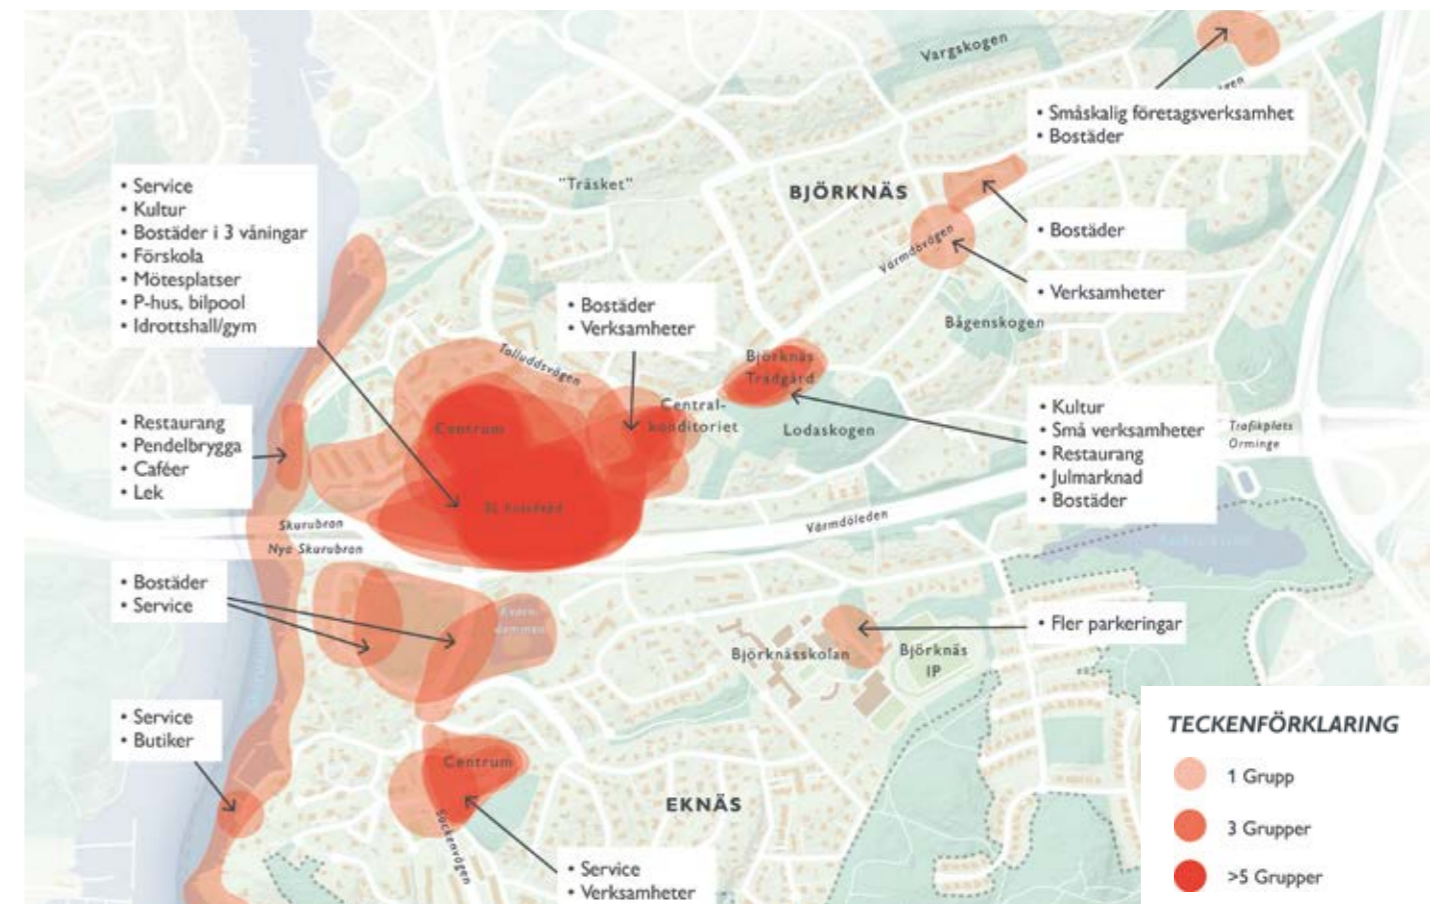 Vargskogen
• Småskalig företagsverksamhet
• Bostäder
"Träsket"
BJÖRKNÄS
• Service
• Kultur
• Bostäder i 3 våningar
• Förskola
• Mötesplatser
• P-hus, bilpool
• Idrottshall/gym
• Bostäder
Värmdövägen
• Verksamheter
• Bostäder
• Verksamheter
Bågenskogen
Talluddsvägen
Björknäs
Trädgård
Central-
konditoriet
Centrum
Lodaskogen
• Kultur
• Små verksamheter
• Restaurang
• Julmarknad
• Bostäder
Trafikplats
Orminge
• Restaurang
• Pendelbrygga
• Caféer
• Lek
SL bussdepå
Skurubron
Nya Skurubron
Värmdöleden
• Bostäder
• Service
• Fler parkeringar
Björknässkolan
Björknäs
IP
• Service
• Butiker
Centrum
EKNÄS
Sockenvägen
• Service
• Verksamheter
TECKENFÖRKLARING
1 Grupp
3 Grupper
>5 Grupper